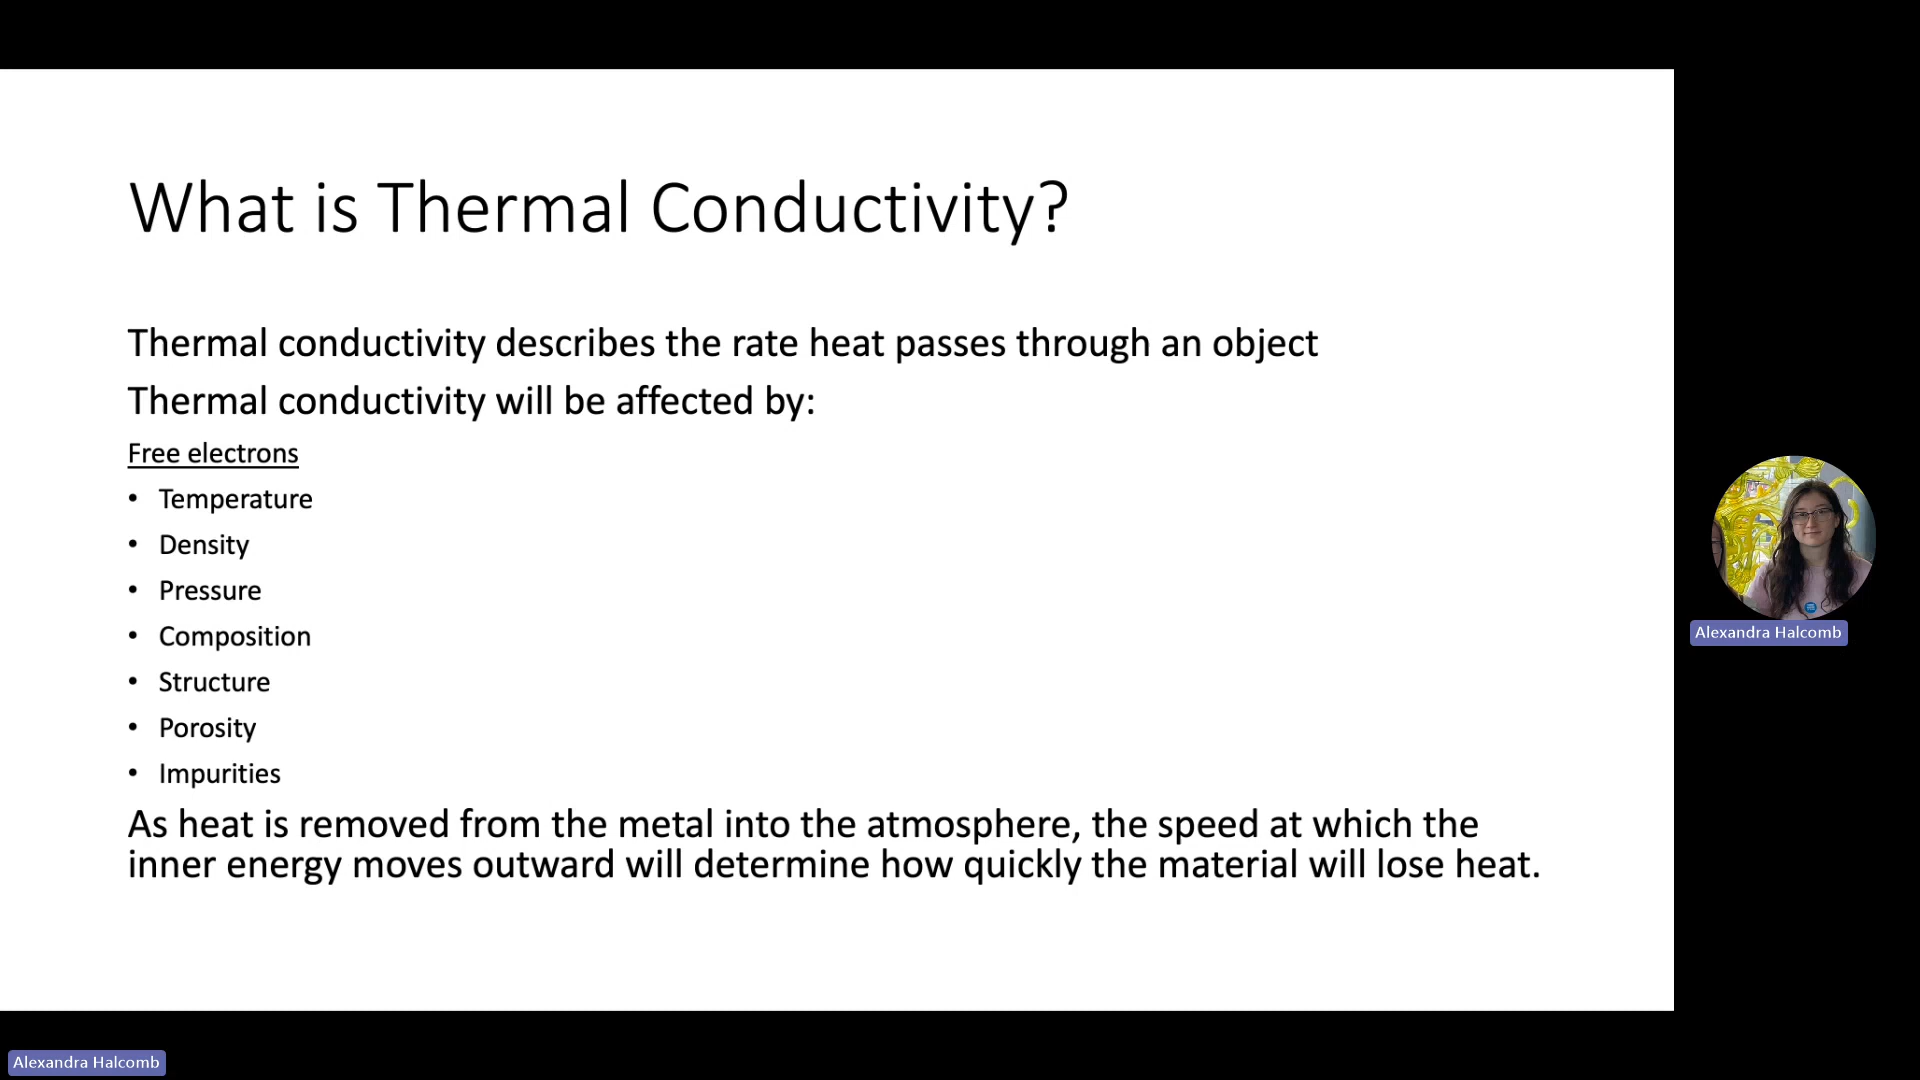 What is Thermal Conductivity?
Thermal conductivity describes the rate heat passes through an object
Thermal conductivity will be affected by:
Free electrons
• Temperature
• Density
• Pressure
• Composition
• Structure
• Porosity
• Impurities
As heat is removed from the metal into the atmosphere, the speed at which the
inner energy moves outward will determine how quickly the material will lose heat.
Alexandra Halcomb
Alexandra Halcomb